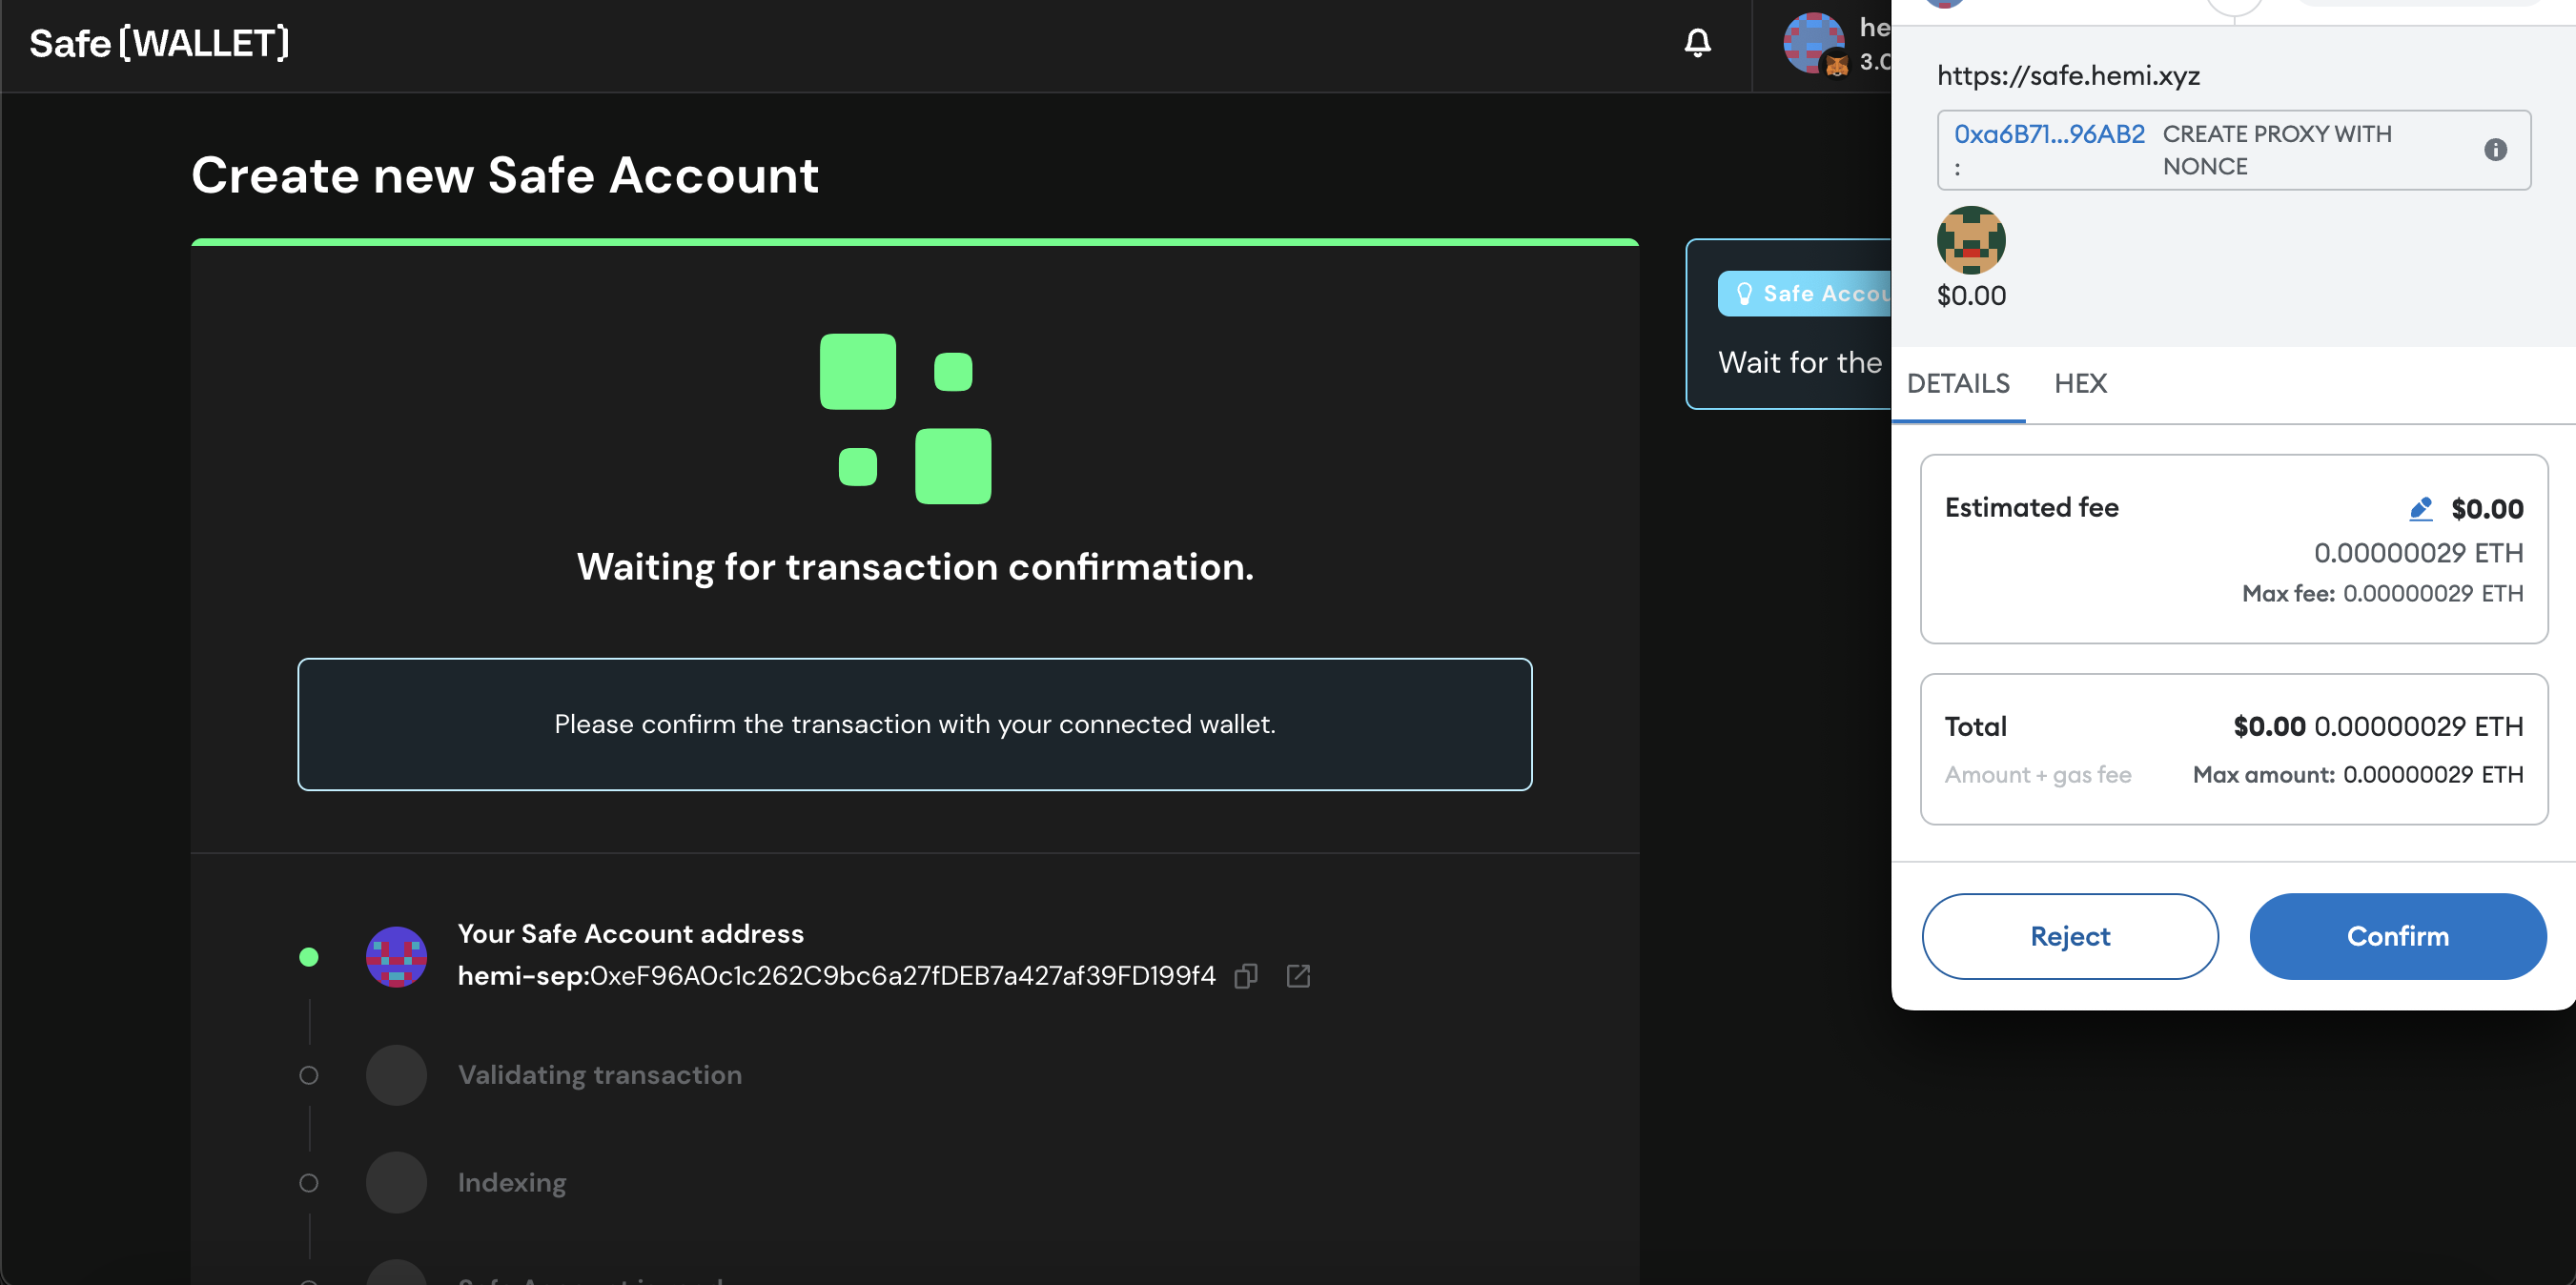 Safe{WALLET}
he
3.0
Create new Safe Account
Waiting for transaction confirmation.
Please confirm the transaction with your connected wallet.
Your Safe Account address
hemi-sep:0xeF96A0c1c262C9bc6a27fDEB7a427af39FD199f4
Validating transaction
Indexing
Safe Accou
Wait for the
https://safe.hemi.xyz
0xa6B71...96AB2 CREATE PROXY WITH
: NONCE
$0.00
DETAILS HEX
Estimated fee $0.00
0.00000029 ETH
Max fee: 0.00000029 ETH
Total $0.00 0.00000029 ETH
Amount + gas fee Max amount: 0.00000029 ETH
Reject Confirm